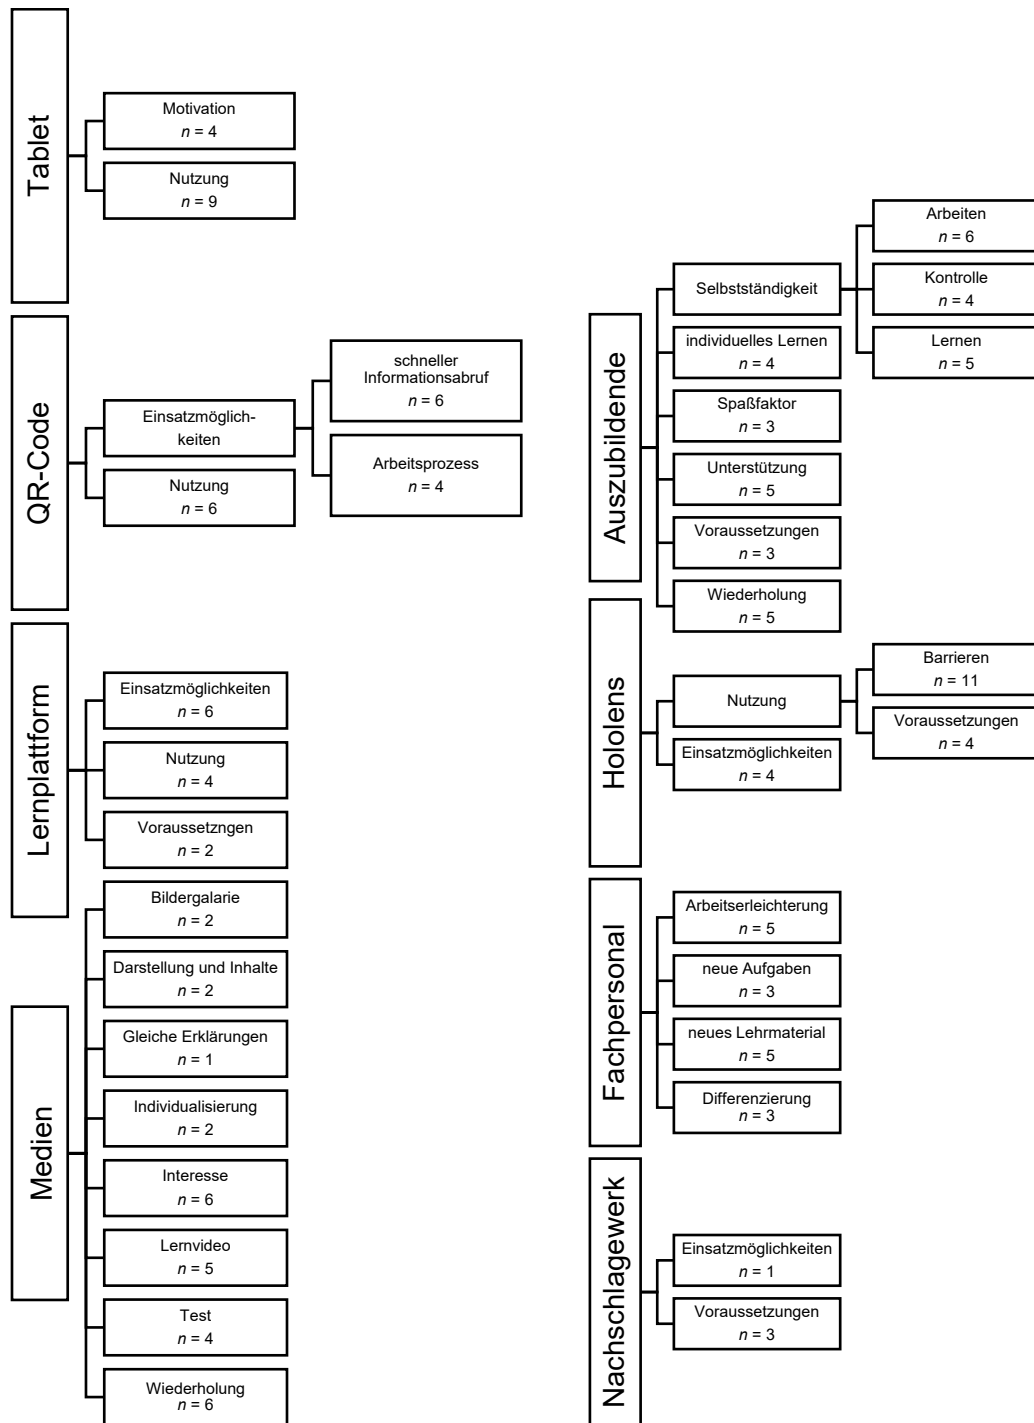 Tablet
Motivation
n = 4
Nutzung
n = 9
QR-Code
Einsatzmöglich-
keiten
schneller
Informationsabruf
n = 6
Arbeitsprozess
n = 4
Nutzung
n = 6
Lernplattform
Einsatzmöglichkeiten
n = 6
Nutzung
n = 4
Voraussetzngen
n = 2
Medien
Bildergalarie
n = 2
Darstellung und Inhalte
n = 2
Gleiche Erklärungen
n = 1
Individualisierung
n = 2
Interesse
n = 6
Lernvideo
n = 5
Test
n = 4
Wiederholung
n = 6
Auszubildende
Selbstständigkeit
Arbeiten
n = 6
Kontrolle
n = 4
Lernen
n = 5
individuelles Lernen
n = 4
Spaßfaktor
n = 3
Unterstützung
n = 5
Voraussetzungen
n = 3
Wiederholung
n = 5
Hololens
Nutzung
Barrieren
n = 11
Voraussetzungen
n = 4
Einsatzmöglichkeiten
n = 4
Fachpersonal
Arbeitserleichterung
n = 5
neue Aufgaben
n = 3
neues Lehrmaterial
n = 5
Differenzierung
n = 3
Nachschlagewerk
Einsatzmöglichkeiten
n = 1
Voraussetzungen
n = 3